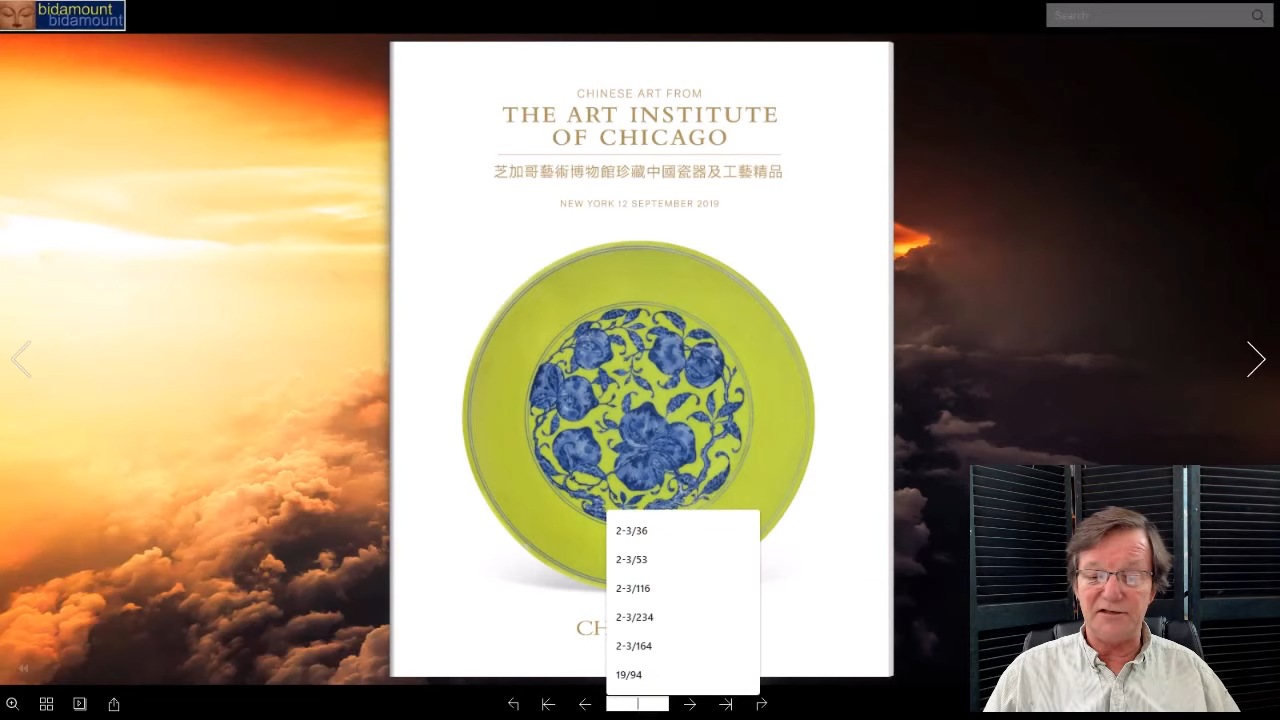 bidamount
bidamount
Search
CHINESE ART FROM
THE ART INSTITUTE
OF CHICAGO
芝加哥藝術博物館珍藏中國瓷器及工藝精品
NEW YORK 12 SEPTEMBER 2019
CH
2-3/36
2-3/53
2-3/116
2-3/234
2-3/164
19/94